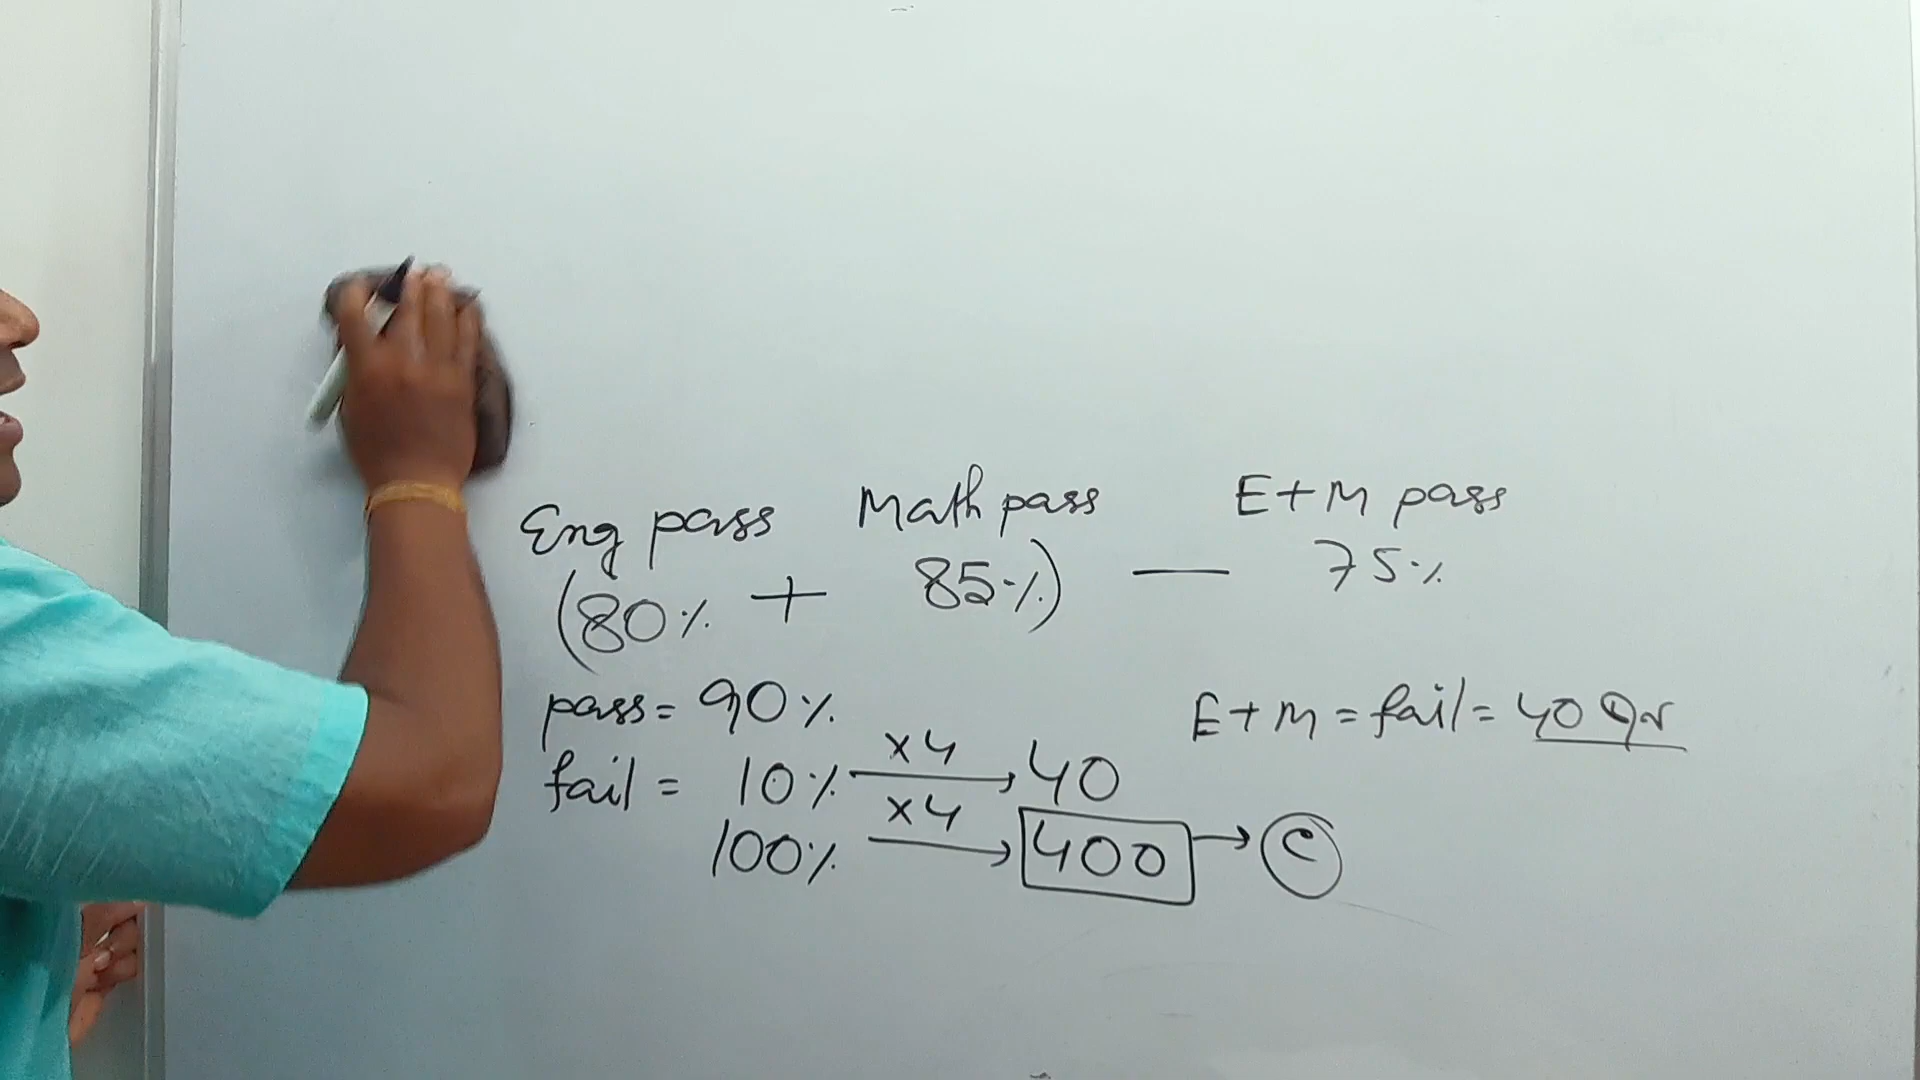 Eng pass Math pass E+M pass
(80% + 85%) — 75%
pass = 90%
E+M = fail = 40
fail = 10% ×4 → 40
100% ×4 → 400 → C